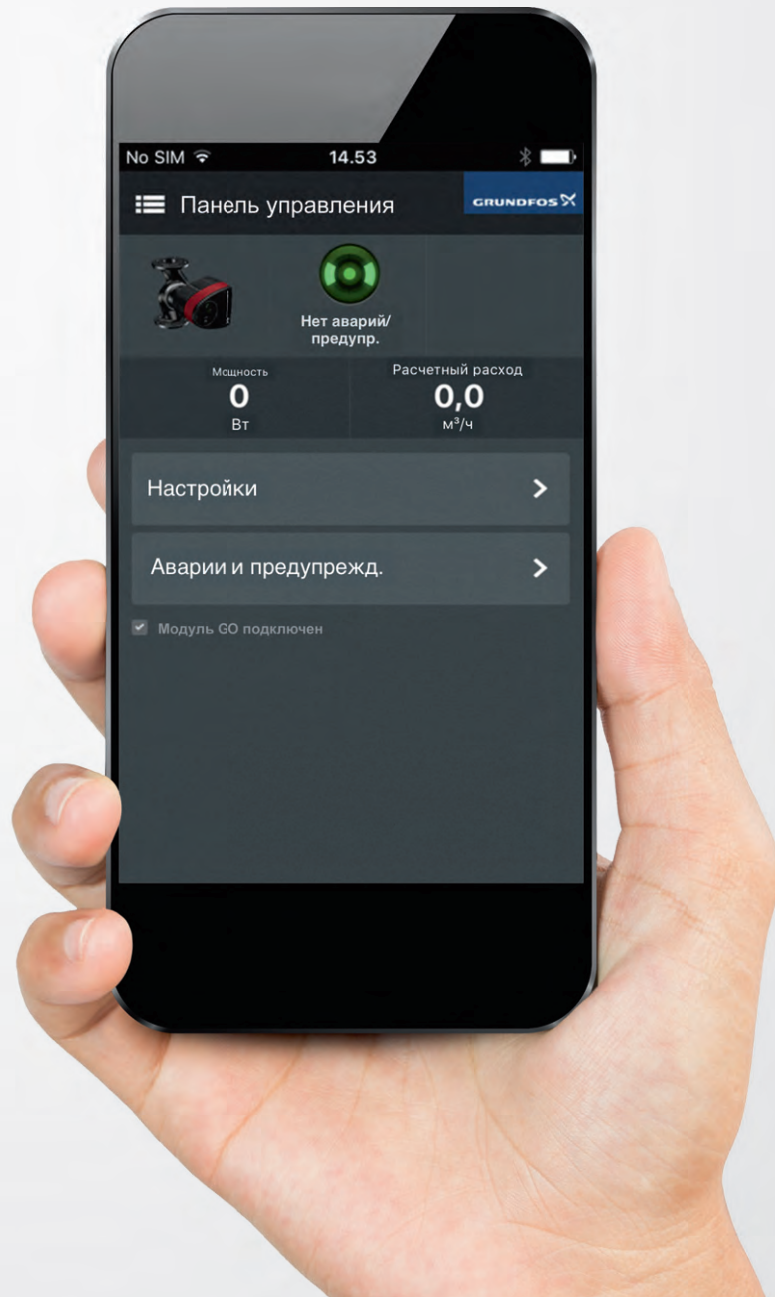 No SIM 14.53
Панель управления GRUNDFOS
Нет аварий/
предупр.
Мощность Расчетный расход
0 0,0
Вт м³/ч
Настройки
Аварии и предупрежд.
Модуль GO подключен